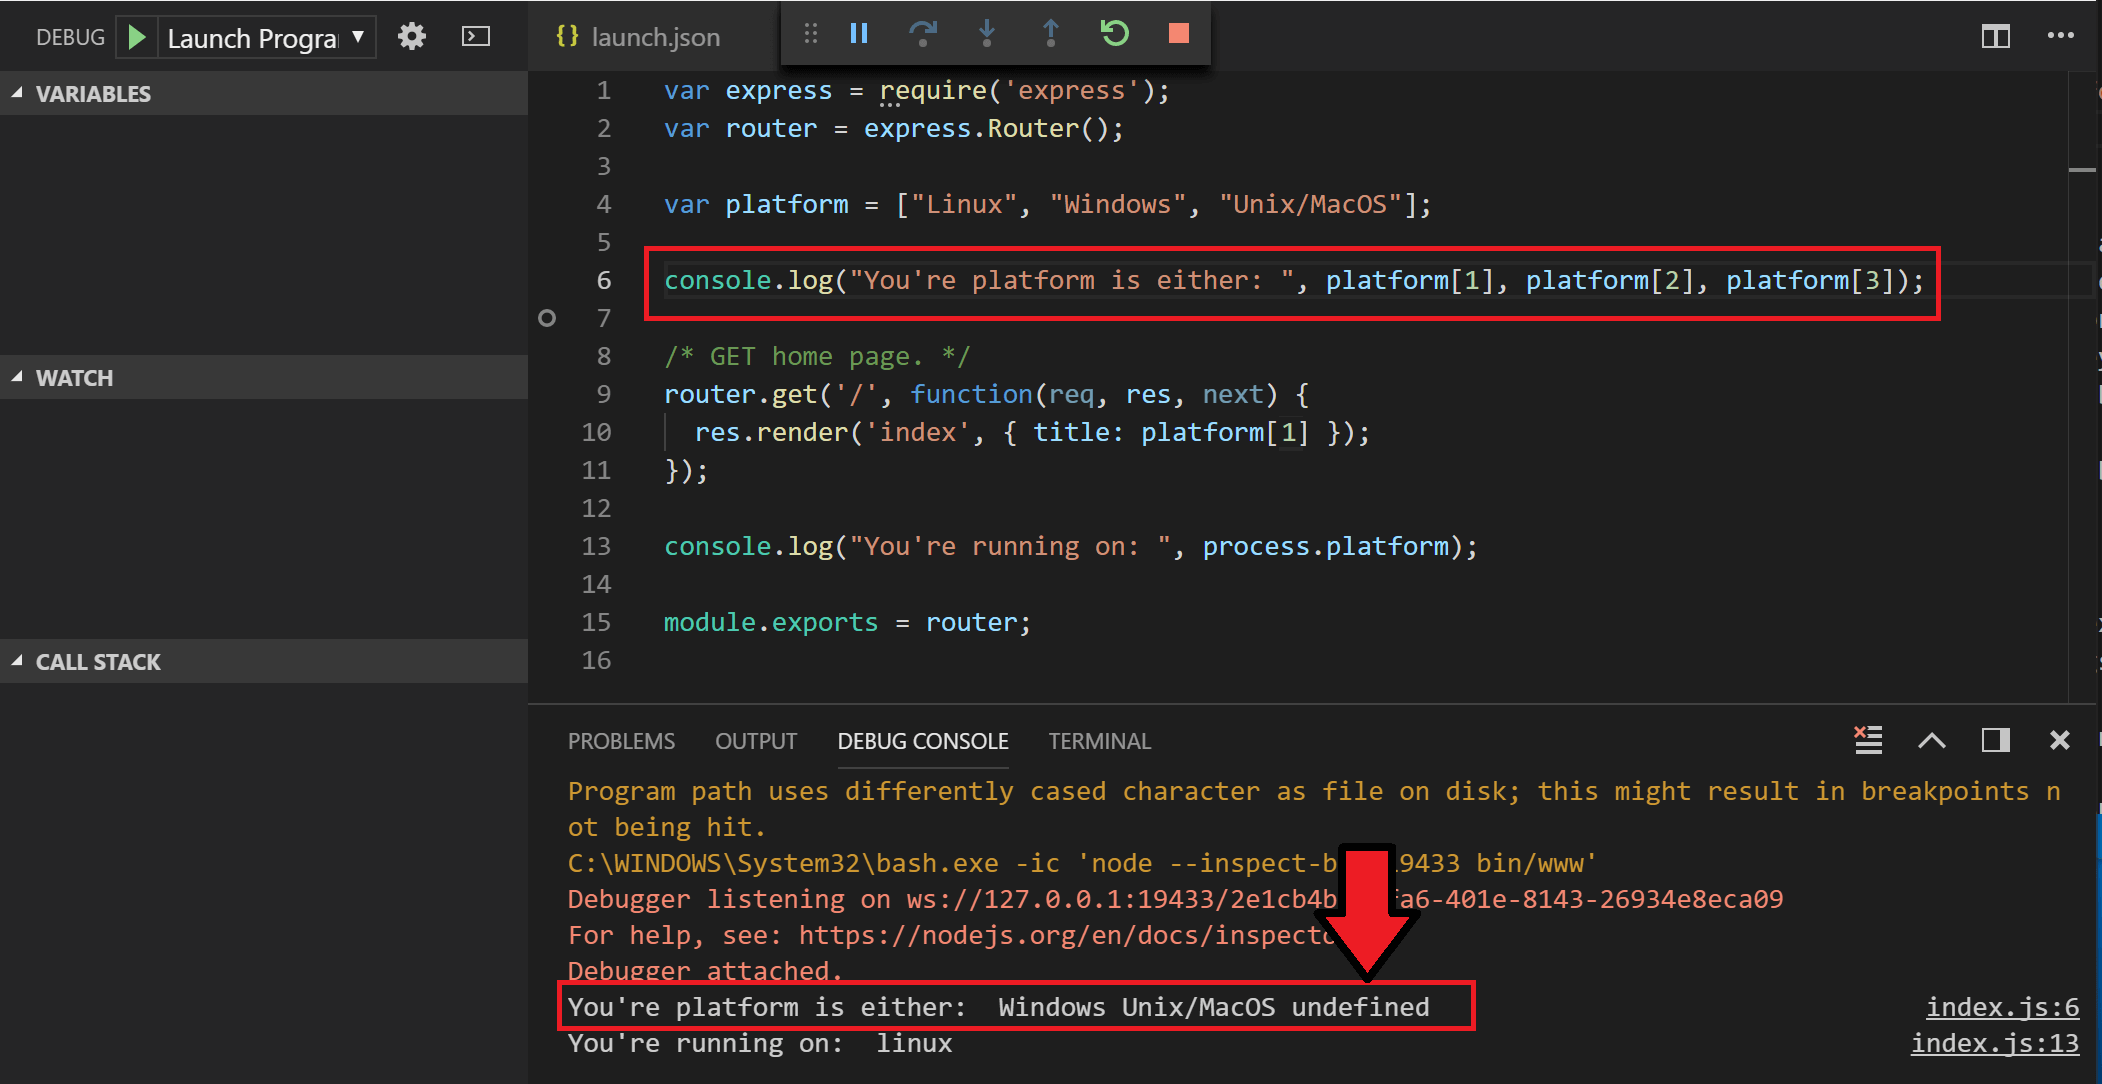 DEBUG Launch Progra
{} launch.json
VARIABLES
WATCH
CALL STACK
1 var express = require('express');
2 var router = express.Router();
3
4 var platform = ["Linux", "Windows", "Unix/MacOS"];
5
6 console.log("You're platform is either: ", platform[1], platform[2], platform[3]);
7
8 /* GET home page. */
9 router.get('/', function(req, res, next) {
10 res.render('index', { title: platform[1] });
11 });
12
13 console.log("You're running on: ", process.platform);
14
15 module.exports = router;
16
PROBLEMS OUTPUT DEBUG CONSOLE TERMINAL
Program path uses differently cased character as file on disk; this might result in breakpoints n
ot being hit.
C:\WINDOWS\System32\bash.exe -ic 'node --inspect-b 9433 bin/www'
Debugger listening on ws://127.0.0.1:19433/2e1cb4b a6-401e-8143-26934e8eca09
For help, see: https://nodejs.org/en/docs/inspect
Debugger attached.
You're platform is either:  Windows Unix/MacOS undefined index.js:6
You're running on:  linux index.js:13